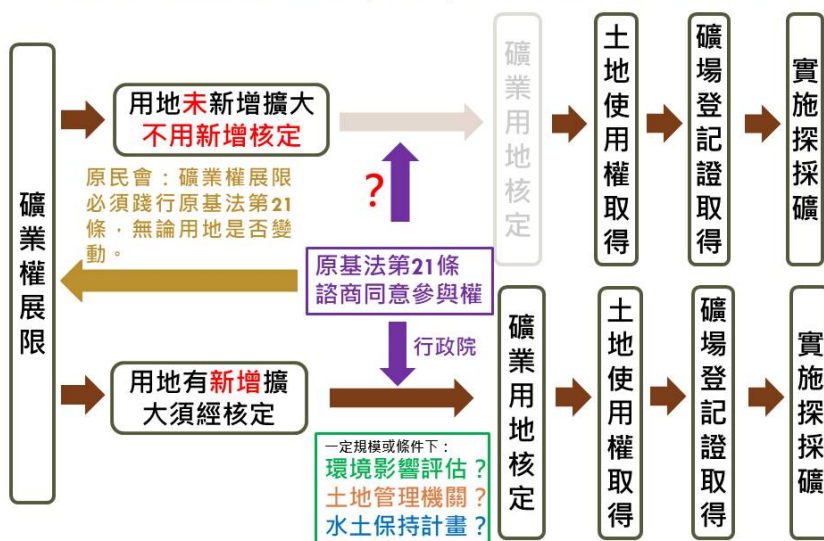 礦業權展限
用地未新增擴大
不用新增核定
原民會：礦業權展限
必須踐行原基法第21
條，無論用地是否變
動。
?
原基法第21條
諮商同意參與權
礦業用地核定
土地使用權取得
礦場登記證取得
實施探採礦
行政院
用地有新增擴
大須經核定
一定規模或條件下：
環境影響評估？
土地管理機關？
水土保持計畫？
礦業用地核定
土地使用權取得
礦場登記證取得
實施探採礦